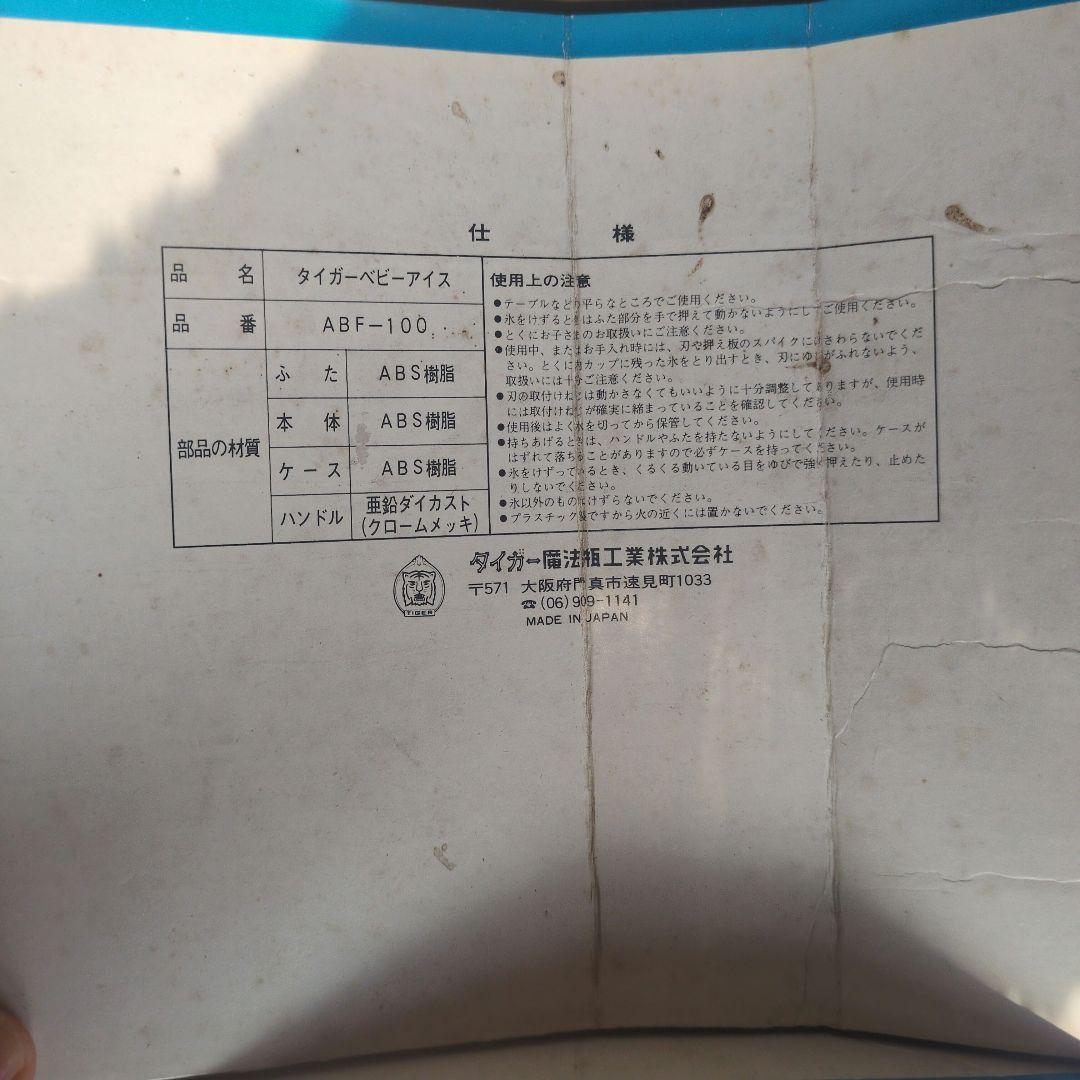 仕様
品名 タイガーベビーアイス
品番 ABF-100
部品の材質
ふた ABS樹脂
本体 ABS樹脂
ケース ABS樹脂
ハンドル 亜鉛ダイカスト
(クロームメッキ)
使用上の注意
●テーブルなど平らなところでご使用ください。
●氷をけずるときはふた部分を手で押えて動かないようにしてご使用ください。
●とくにお子さまのお取扱いにご注意ください。
●使用中、またはお手入れ時には、刃や押え板のスパイクにはさわらないでくだ
さい。とくに内カップに残った氷をとり出すとき、刃にゆびがふれないよう、
取扱いには十分ご注意ください。
●刃の取付けねじは動かさなくてもいいように十分調整してありますが、使用時
には取付けねじが確実に締まっていることを確認してください。
●使用後はよく水を切ってから保管してください。
●持ちあげるときは、ハンドルやふたを持たないようにしてください。ケースが
はずれて落ちることがありますので必ずケースを持ってください。
●氷をけずっているとき、くるくる動いている目をゆびで強く押えたり、止めた
りしないでください。
●氷以外のものはけずらないでください。
●プラスチック製ですから火の近くには置かないでください。
TIGER
タイガー魔法瓶工業株式会社
〒571 大阪府門真市速見町1033
☎(06)909-1141
MADE IN JAPAN